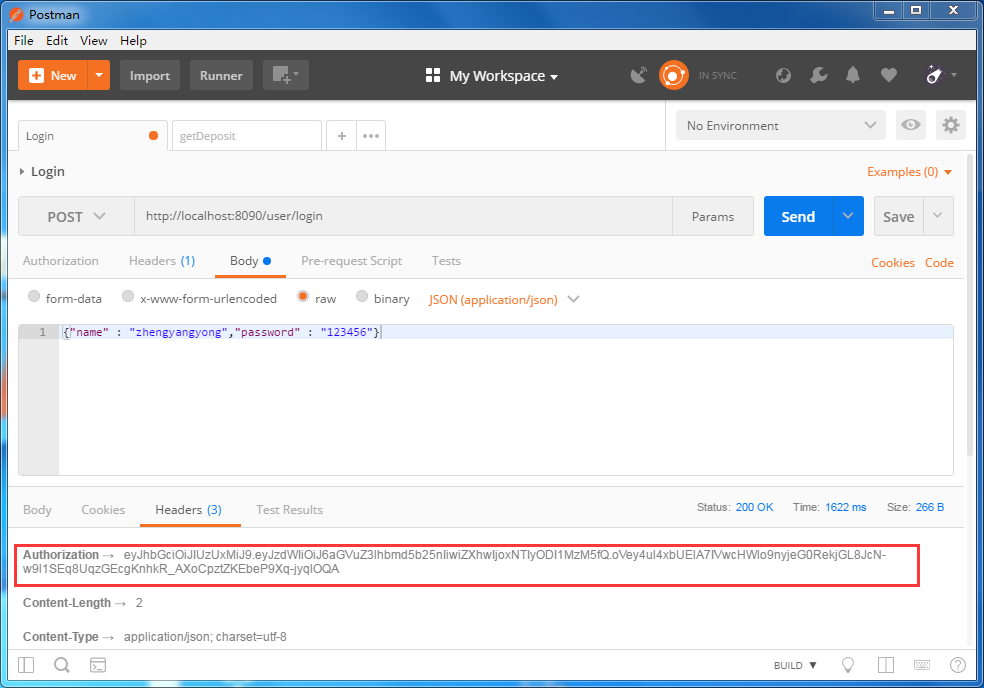 Postman
File Edit View Help
New Import Runner My Workspace IN SYNC
Login getDeposit + No Environment
Login Examples (0)
POST http://localhost:8090/user/login Params Send Save
Authorization Headers (1) Body Pre-request Script Tests Cookies Code
form-data x-www-form-urlencoded raw binary JSON (application/json)
1 {"name" : "zhengyangyong","password" : "123456"}
Body Cookies Headers (3) Test Results Status: 200 OK Time: 1622 ms Size: 266 B
Authorization → eyJhbGciOiJIUzUxMiJ9.eyJzdWIiOiJ6aGVuZ3lhbmd5b25nIiwiZXhwIjoxNTIyODI1MzM5fQ.oVey4uI4xbUEIA7IVwcHWlo9nyjeG0RekjGL8JcN-
w9I1SEq8UqzGEcgKnhkR_AXoCpztZKEbeP9Xq-jyqIOQA
Content-Length → 2
Content-Type → application/json; charset=utf-8
BUILD